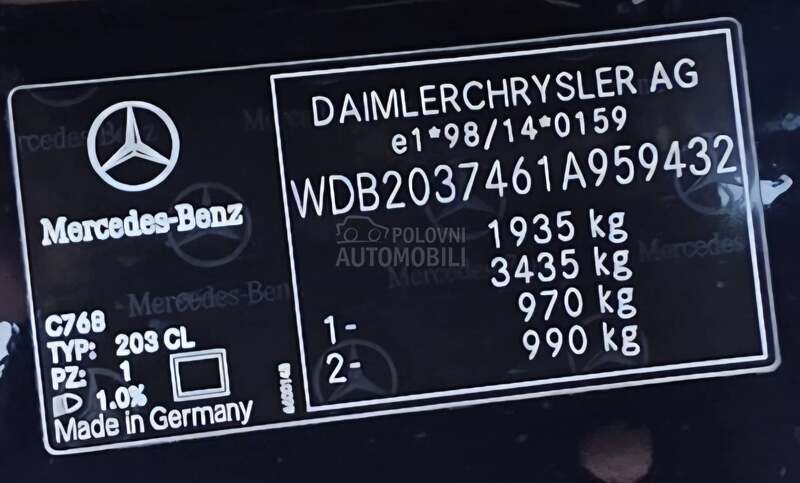 Mercedes-Benz
C768
TYP: 203 CL
PZ: 1
1.0%
Made in Germany
DAIMLERCHRYSLER AG
e1*98/14*0159
WDB2037461A959432
1935 kg
3435 kg
1- 970 kg
2- 990 kg
POLOVNI
AUTOMOBILI
Mercedes-Benz